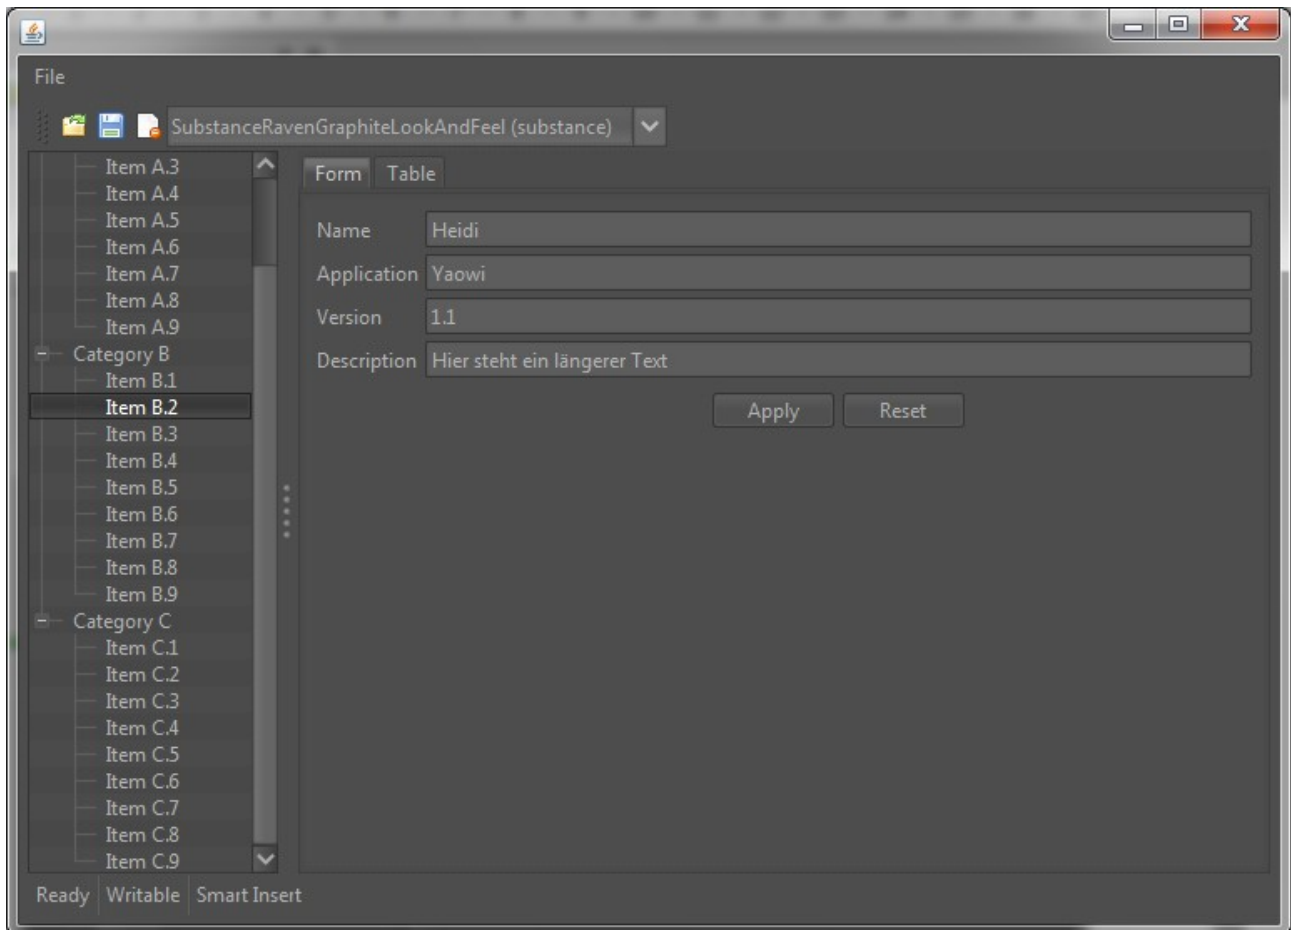 File
SubstanceRavenGraphiteLookAndFeel (substance)
Item A.3
Item A.4
Item A.5
Item A.6
Item A.7
Item A.8
Item A.9
Category B
Item B.1
Item B.2
Item B.3
Item B.4
Item B.5
Item B.6
Item B.7
Item B.8
Item B.9
Category C
Item C.1
Item C.2
Item C.3
Item C.4
Item C.5
Item C.6
Item C.7
Item C.8
Item C.9
Form Table
Name Heidi
Application Yaowi
Version 1.1
Description Hier steht ein längerer Text
Apply Reset
Ready Writable Smart Insert